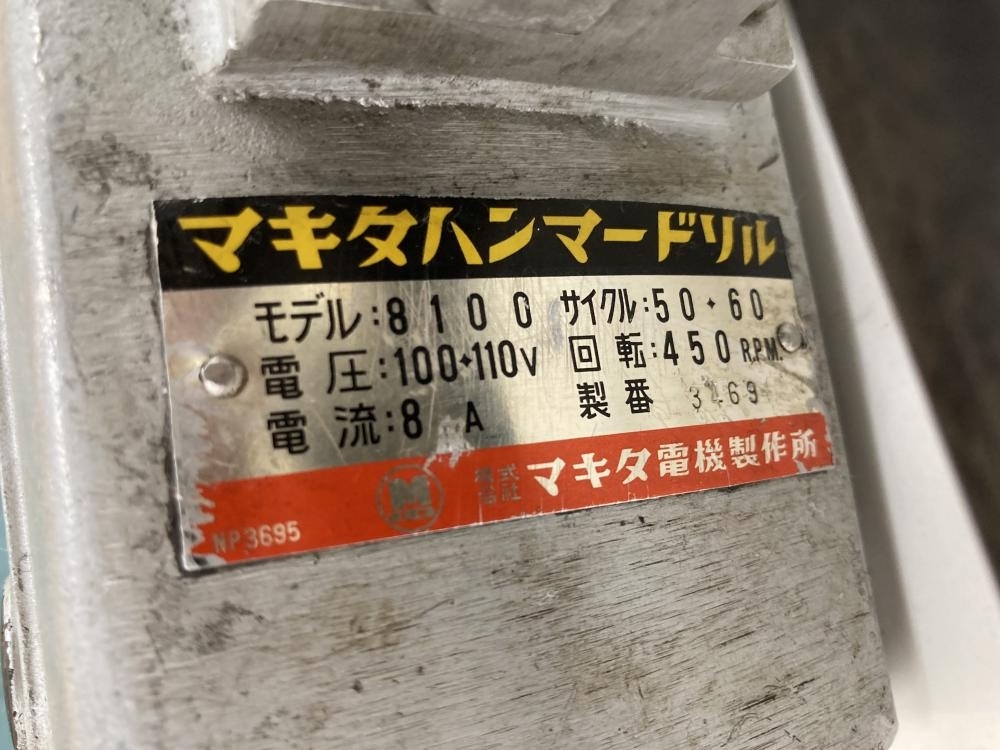 マキタハンマードリル
モデル:8100 サイクル:50・60
電圧:100・110V 回転:450 R.P.M.
電流:8A 製番 3469
株式会社 マキタ電機製作所
NP3695